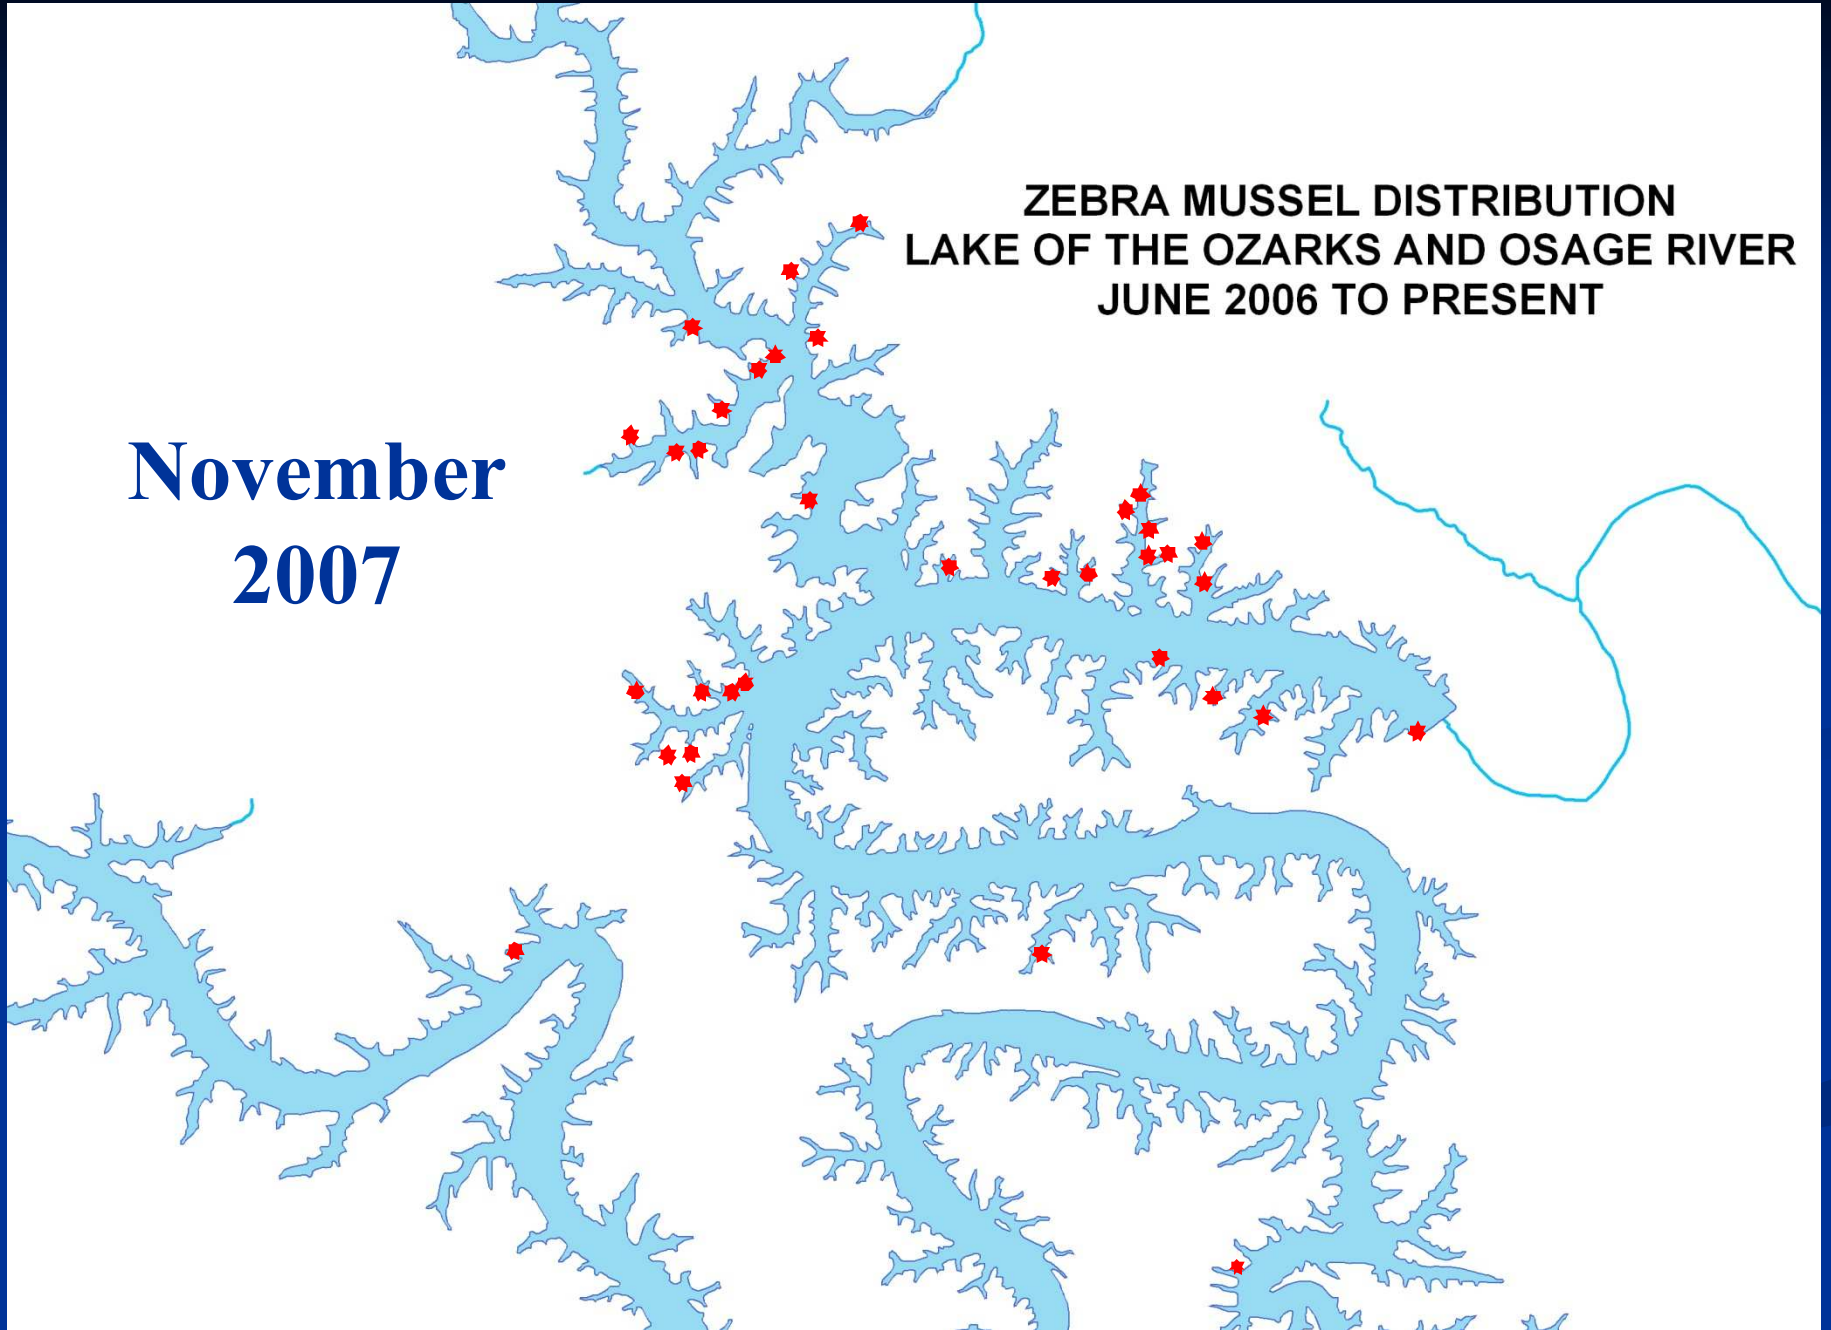 ZEBRA MUSSEL DISTRIBUTION
LAKE OF THE OZARKS AND OSAGE RIVER
JUNE 2006 TO PRESENT
November
2007